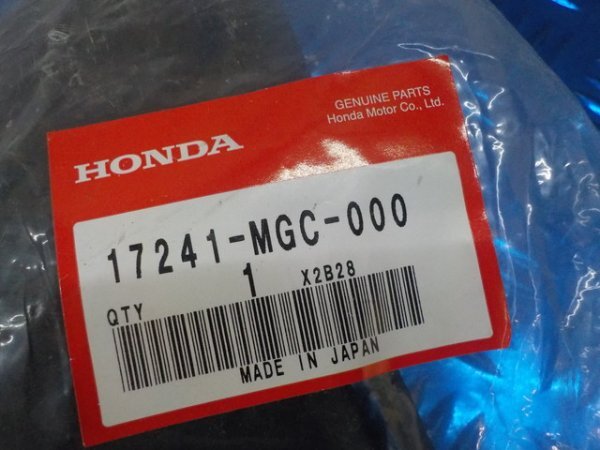 GENUINE PARTS
Honda Motor Co., Ltd.
HONDA
17241-MGC-000
QTY 1 X2B28
MADE IN JAPAN